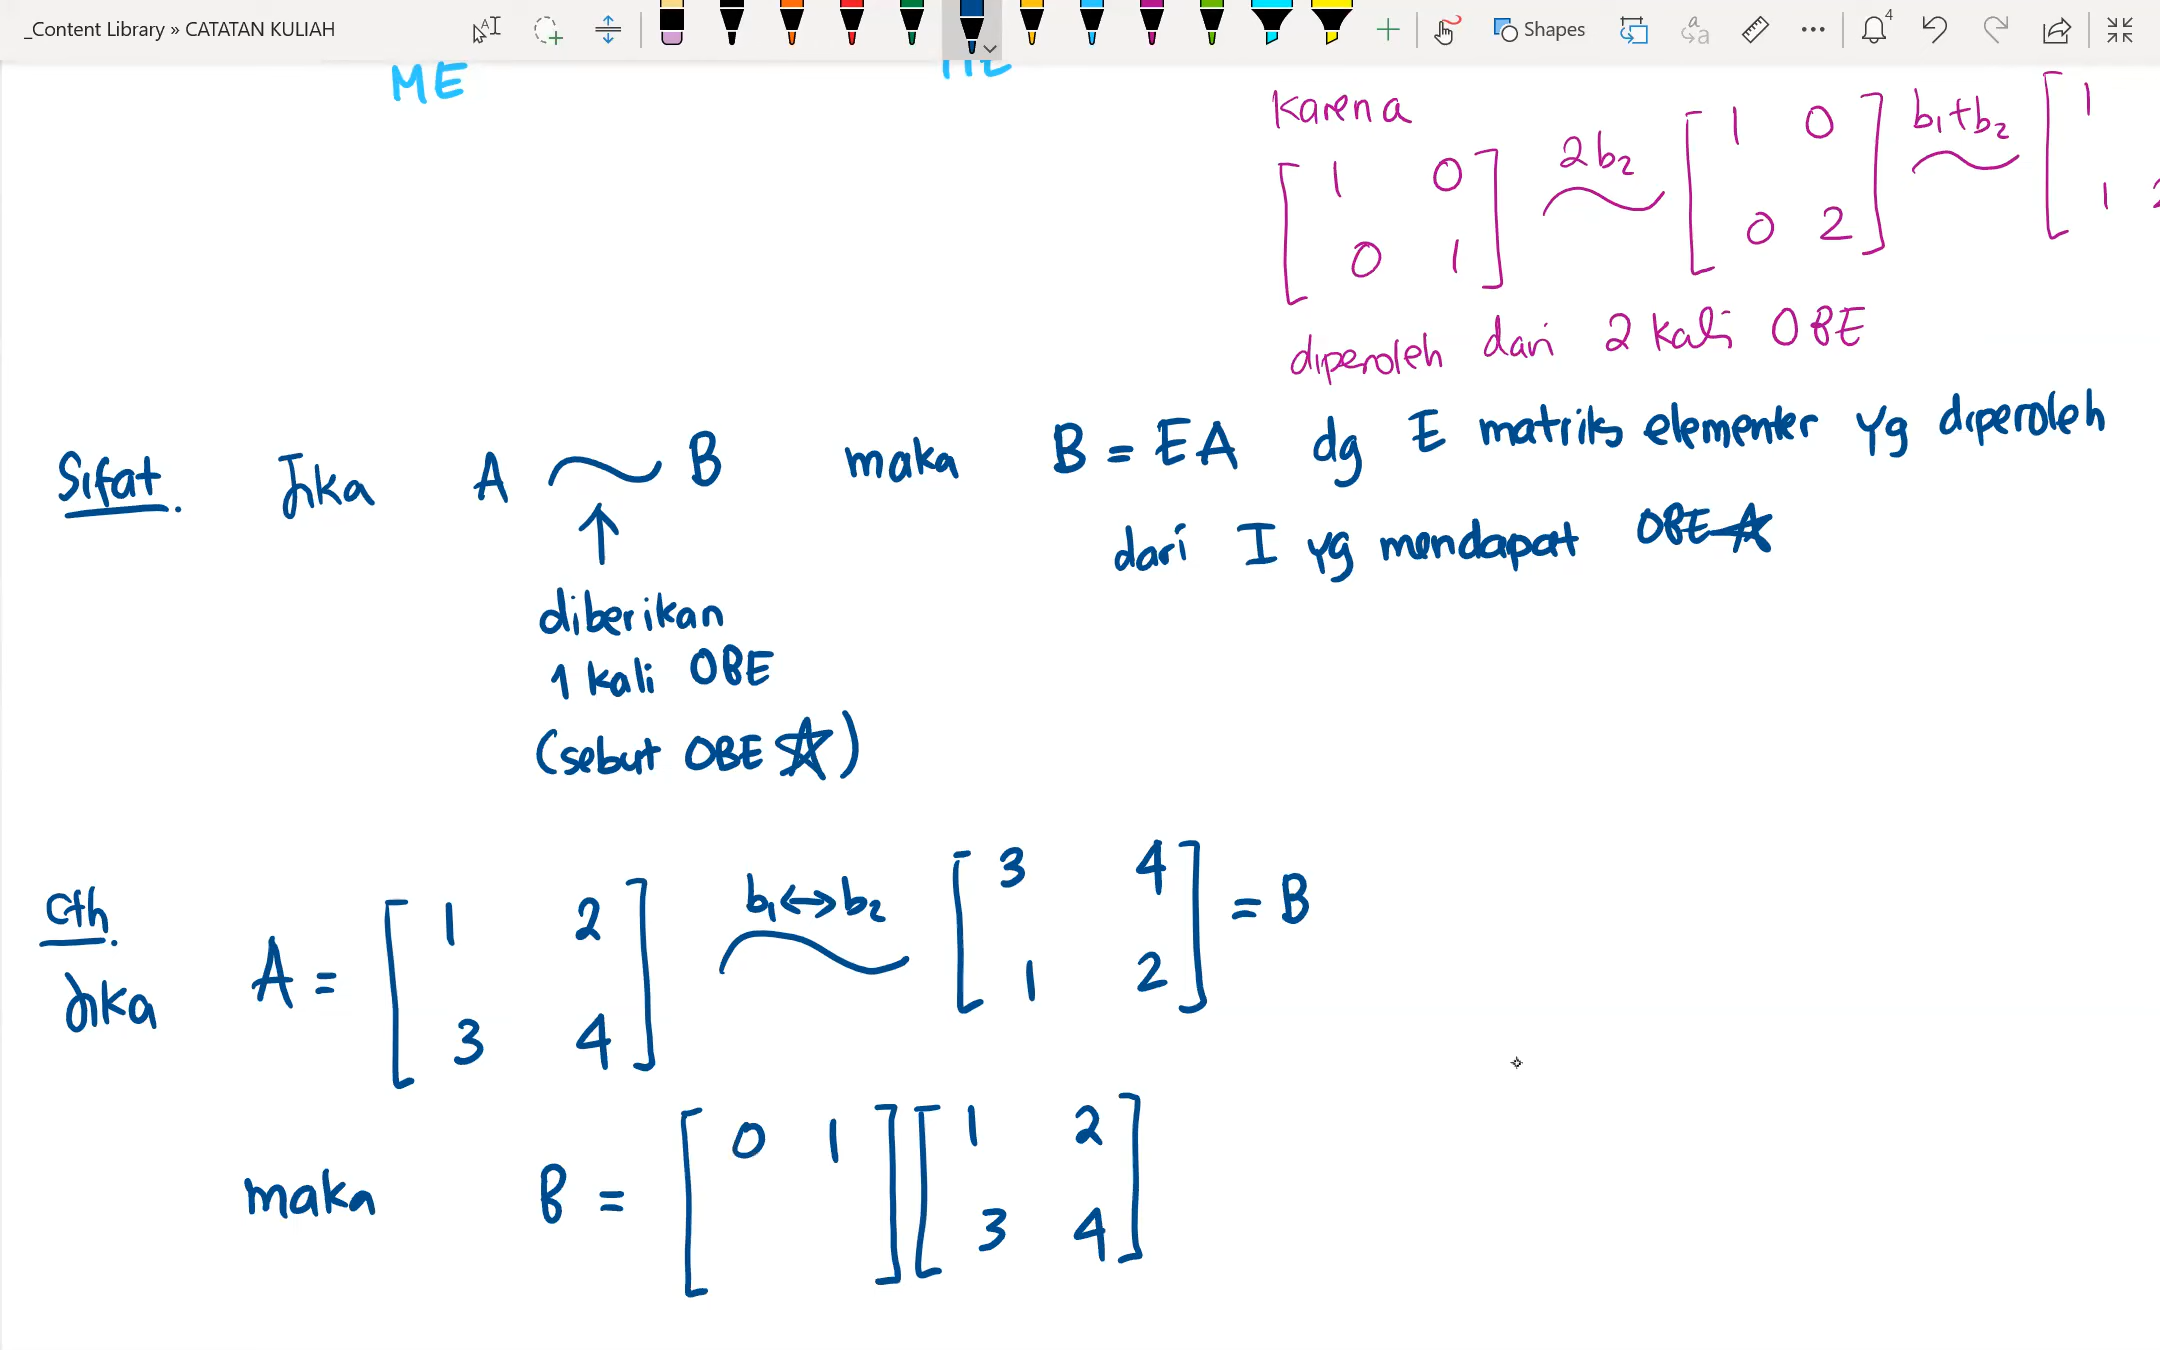 _Content Library » CATATAN KULIAH
Shapes
4
ME
Karena
[ 1 0
0 1 ] 2b₂ [ 1 0
0 2 ] b₁+b₂ [ 1
1
diperoleh dari 2 kali OBE
Sifat. Jika A ~ B maka B = EA dg E matriks elementer yg diperoleh
↑ dari I yg mendapat OBE ☆
diberikan
1 kali OBE
(sebut OBE ☆)
Cth.
Jika A = [ 1 2
3 4 ] b₁↔b₂ [ 3 4
1 2 ] = B
maka B = [ 0 1 ] [ 1 2
3 4 ]